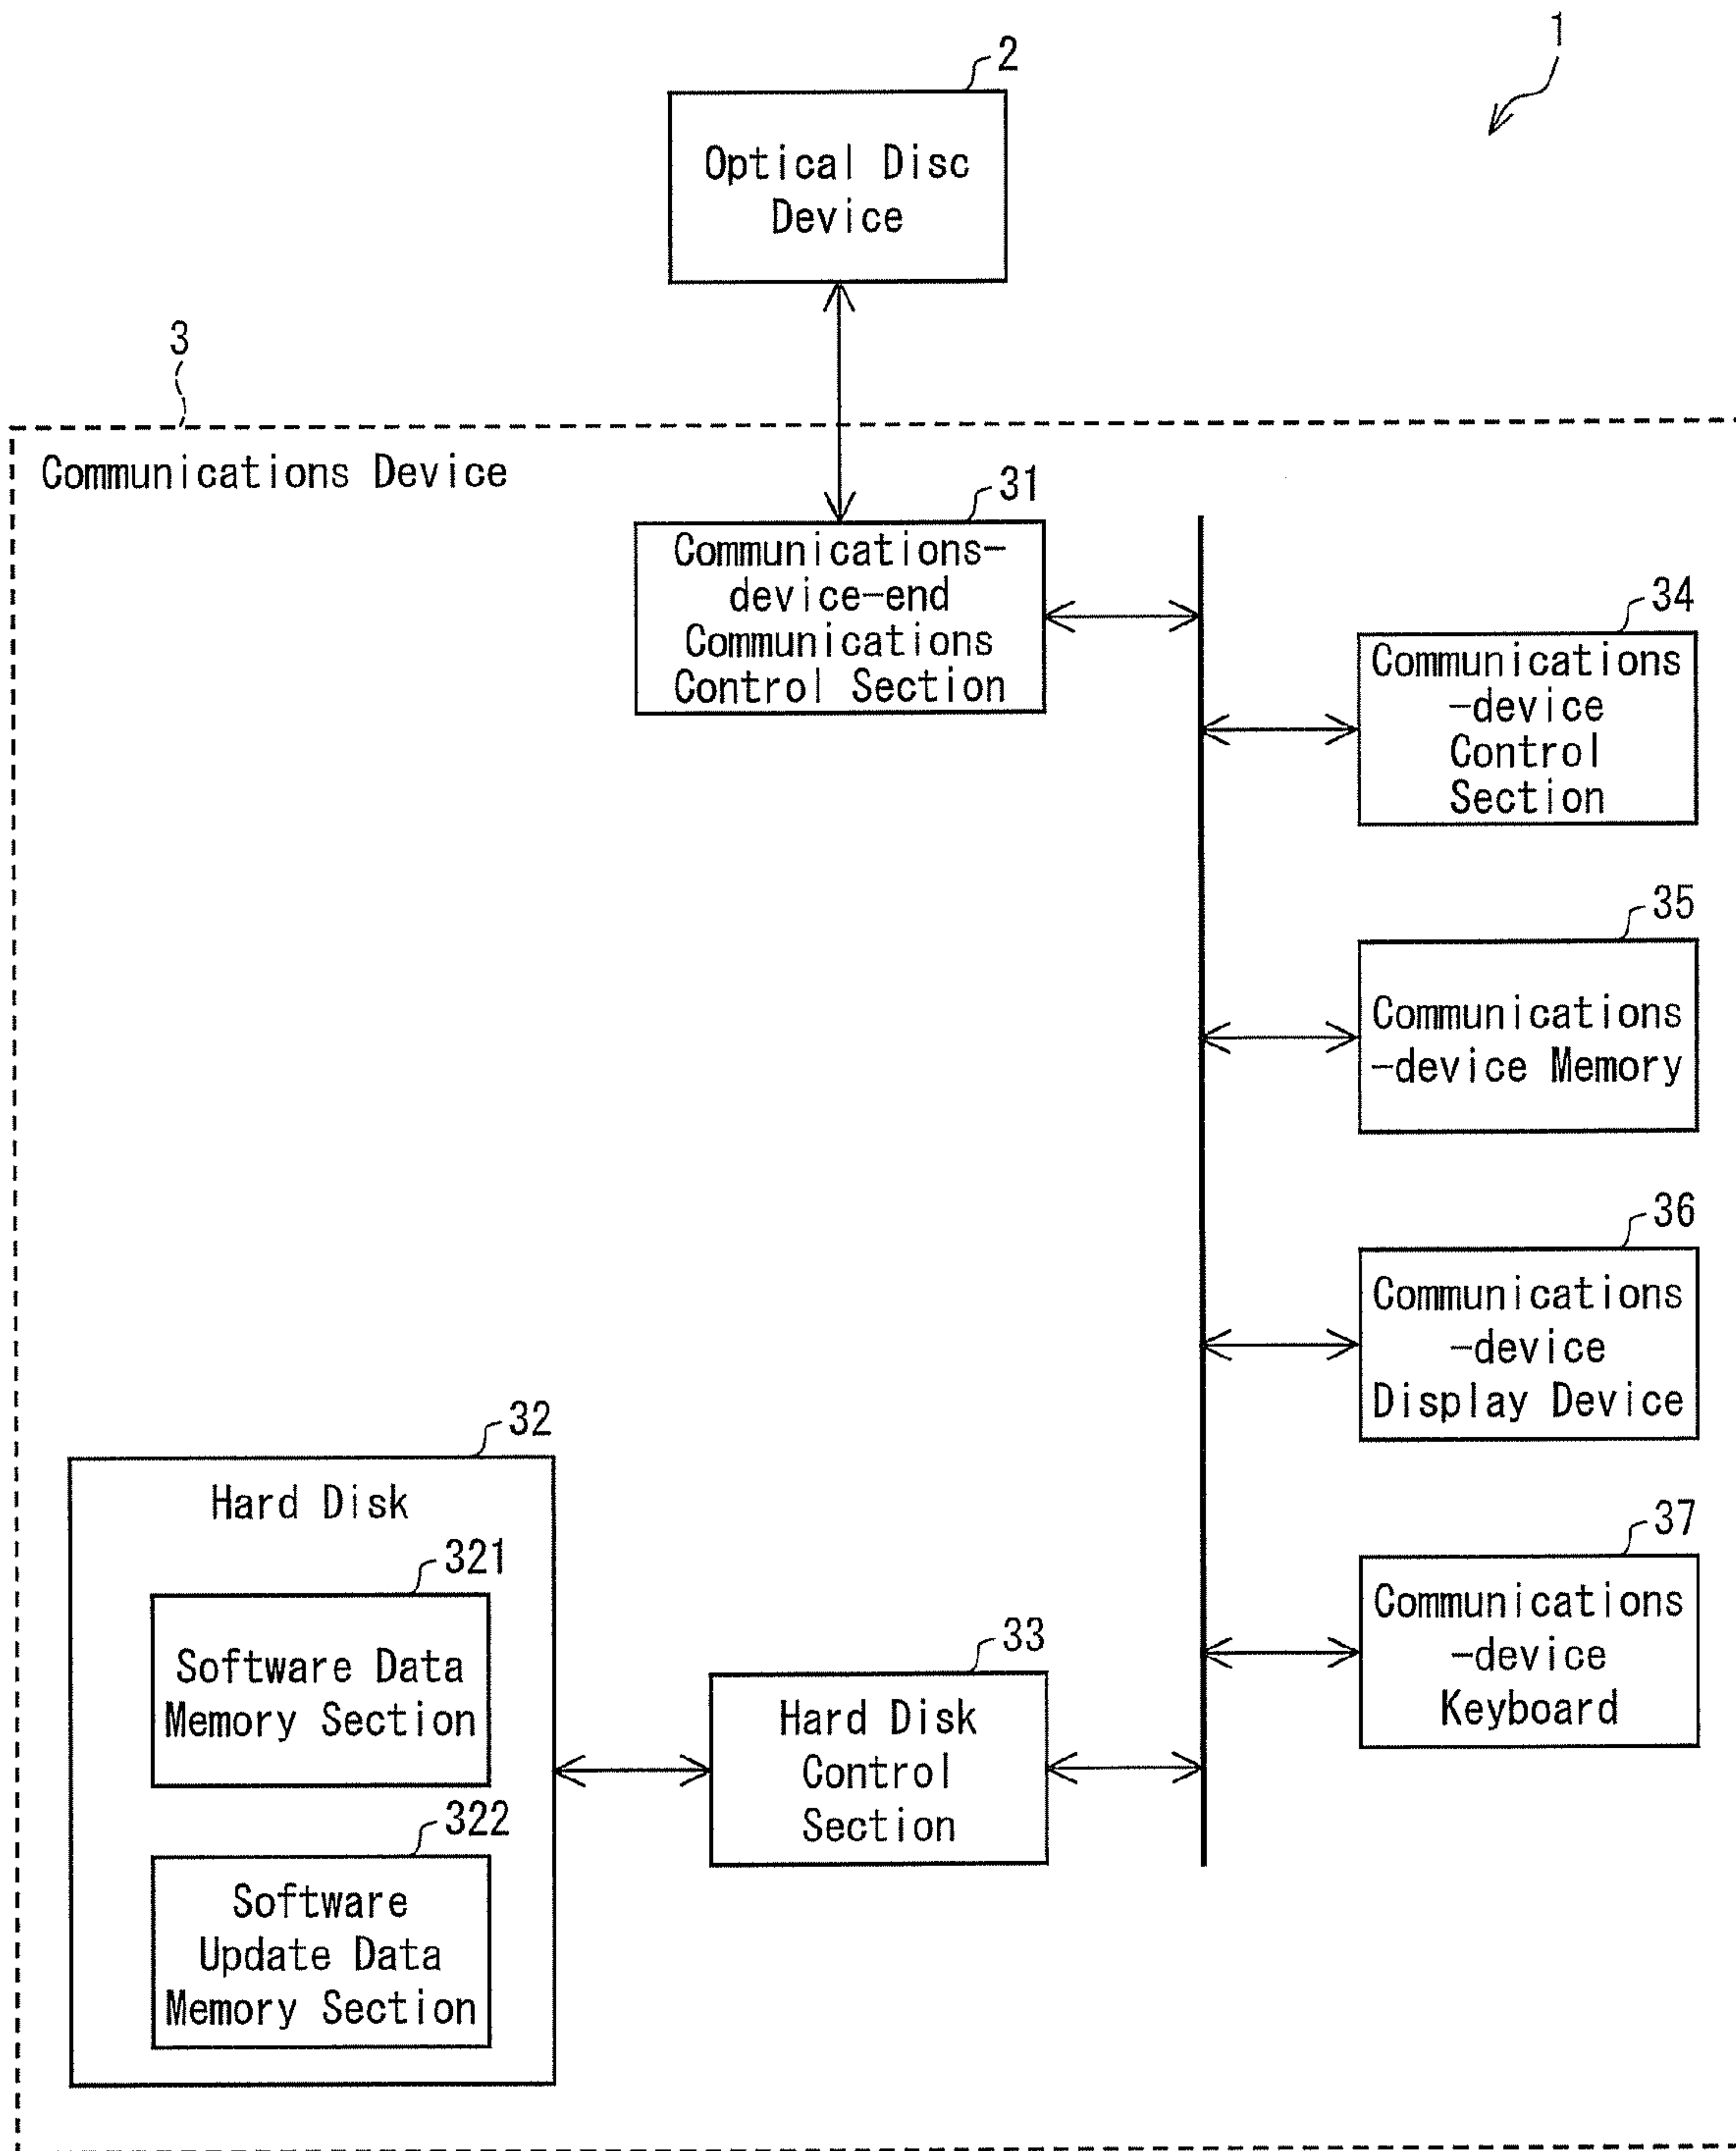 1
2
Optical Disc
Device
3
Communications Device
31
Communications-
device-end
Communications
Control Section
34
Communications
-device
Control
Section
35
Communications
-device Memory
36
Communications
-device
Display Device
32
Hard Disk
321
Software Data
Memory Section
322
Software
Update Data
Memory Section
33
Hard Disk
Control
Section
37
Communications
-device
Keyboard